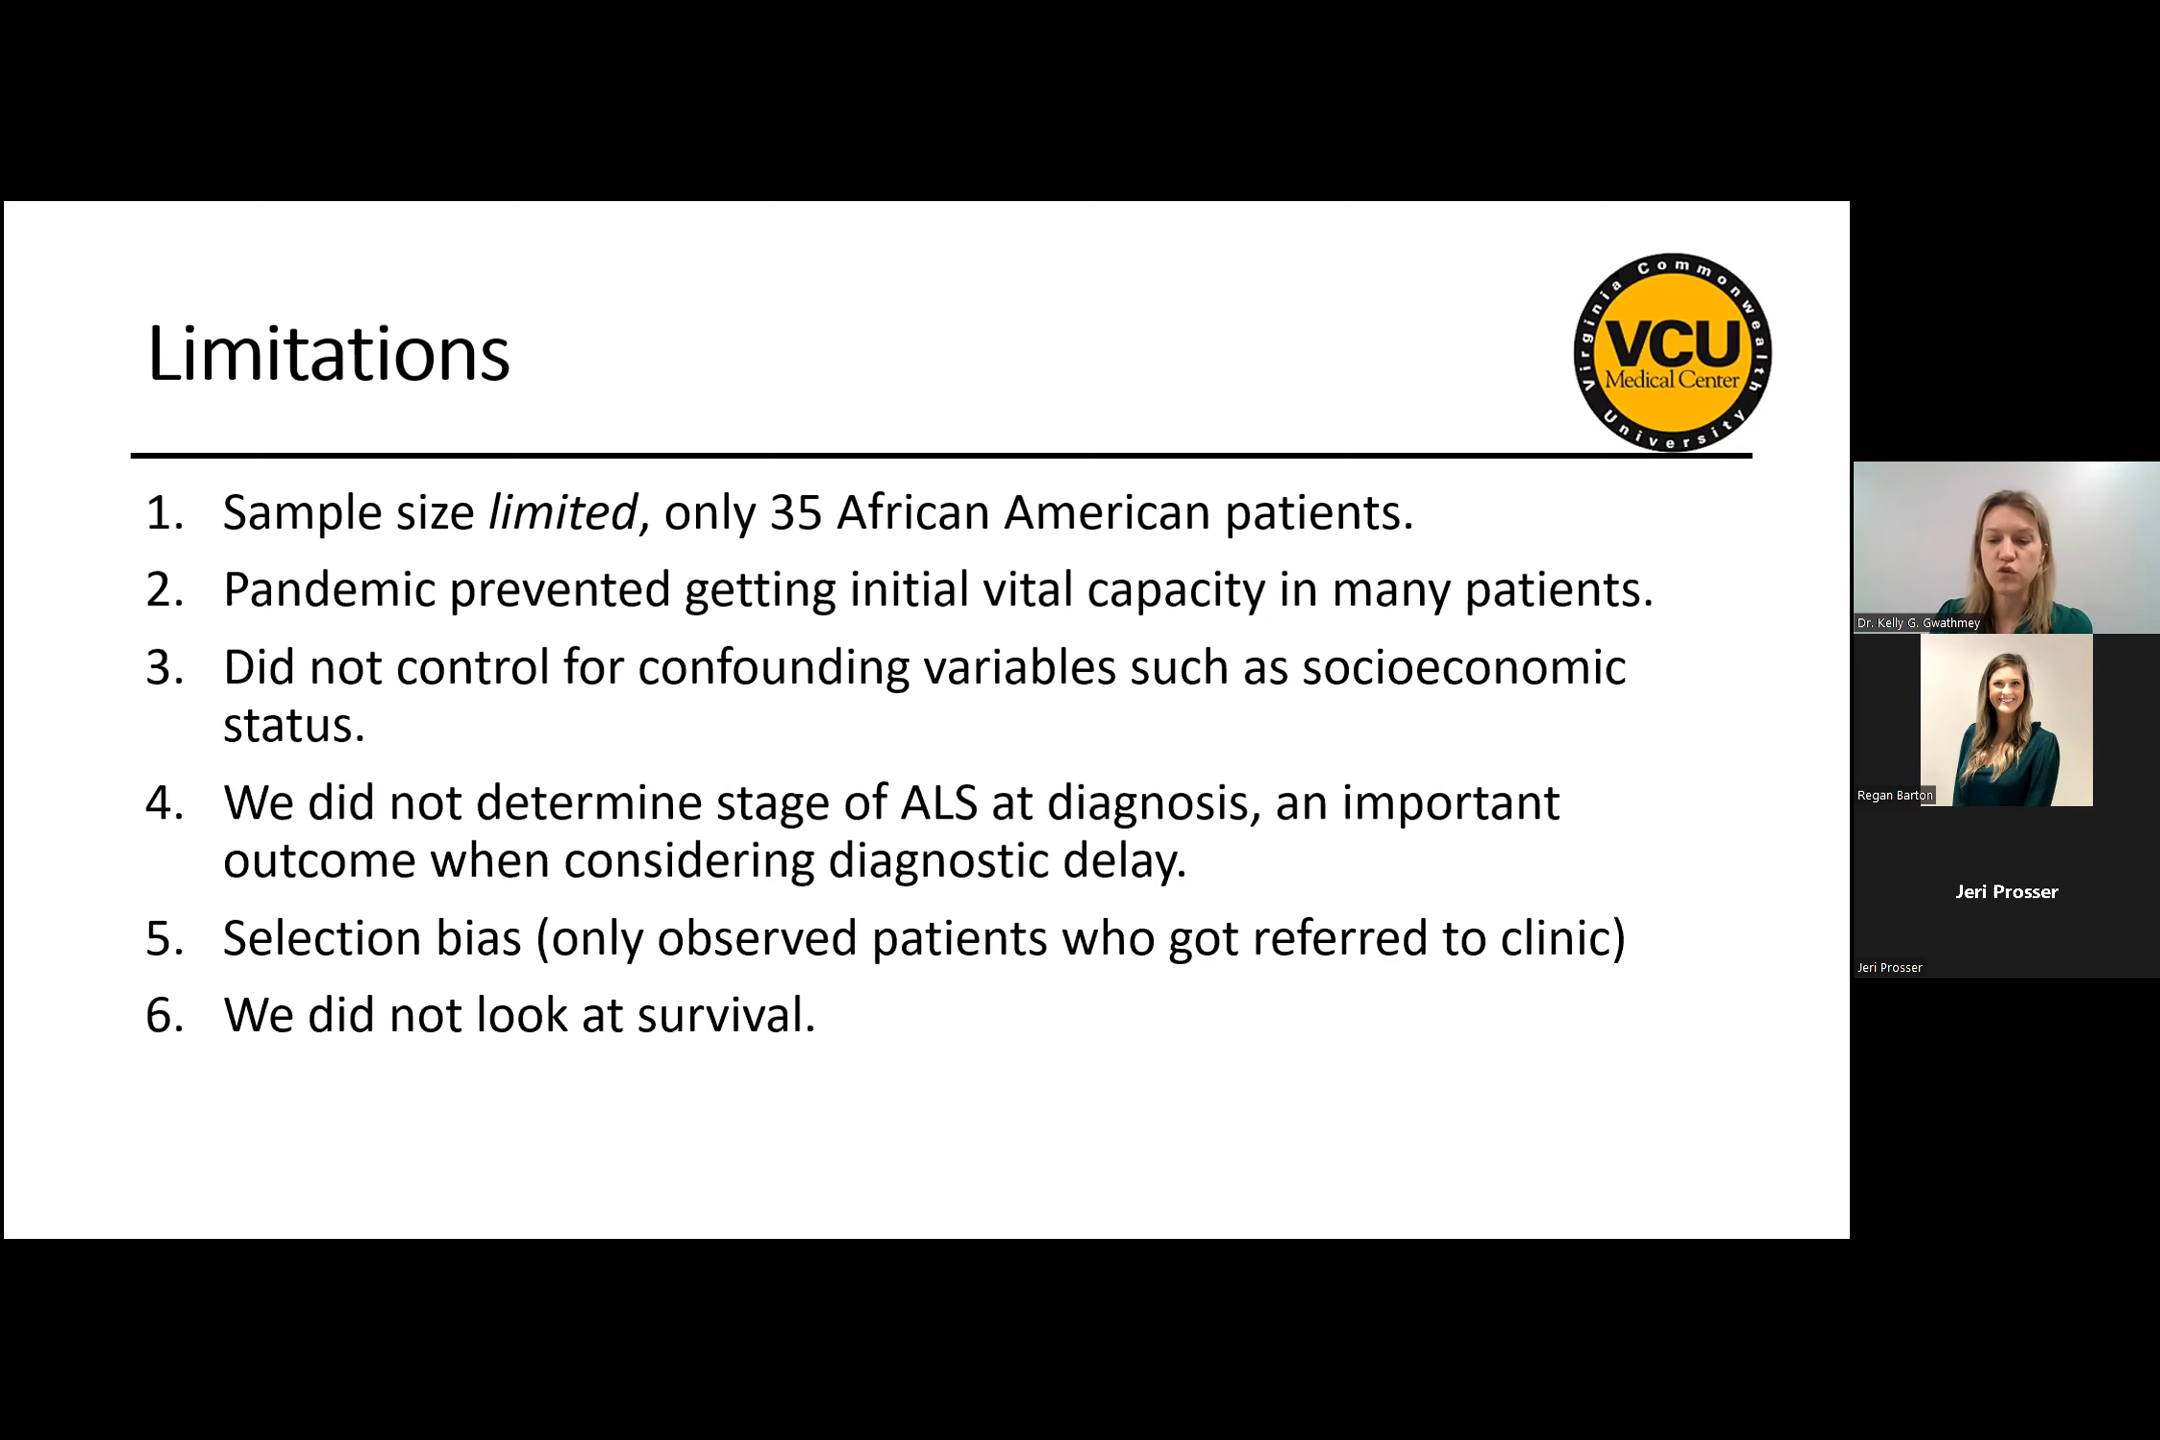 Limitations
Virginia Commonwealth University
VCU
Medical Center
1. Sample size limited, only 35 African American patients.
2. Pandemic prevented getting initial vital capacity in many patients.
3. Did not control for confounding variables such as socioeconomic
status.
4. We did not determine stage of ALS at diagnosis, an important
outcome when considering diagnostic delay.
5. Selection bias (only observed patients who got referred to clinic)
6. We did not look at survival.
Dr. Kelly G. Gwathmey
Regan Barton
Jeri Prosser
Jeri Prosser